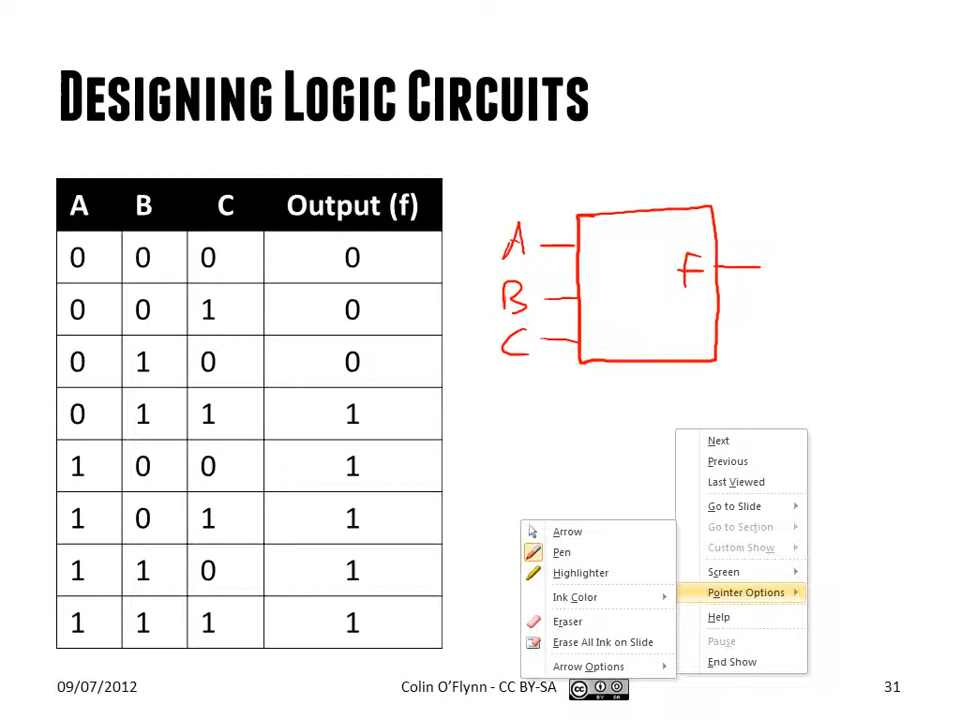 DESIGNING LOGIC CIRCUITS
A B C Output (f)
0 0 0 0
0 0 1 0
0 1 0 0
0 1 1 1
1 0 0 1
1 0 1 1
1 1 0 1
1 1 1 1
A
B
C
F
Next
Previous
Last Viewed
Go to Slide
Go to Section
Custom Show
Screen
Pointer Options
Help
Pause
End Show
Arrow
Pen
Highlighter
Ink Color
Eraser
Erase All Ink on Slide
Arrow Options
09/07/2012
Colin O'Flynn - CC BY-SA
cc
BY SA
31